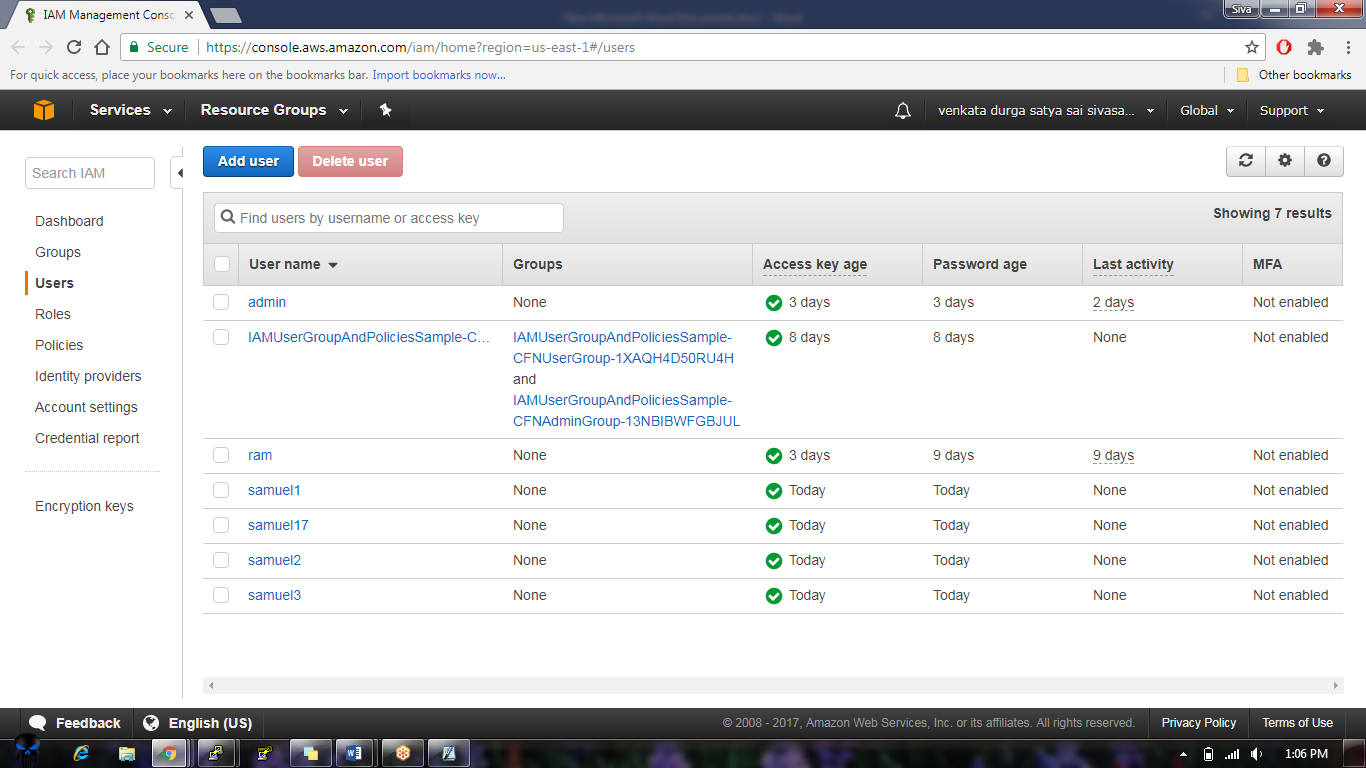 New Microsoft Word Document.docx - Word
Siva
IAM Management Consc
Secure https://console.aws.amazon.com/iam/home?region=us-east-1#/users
For quick access, place your bookmarks here on the bookmarks bar. Import bookmarks now... Other bookmarks
Services Resource Groups venkata durga satya sai sivasa... Global Support
Search IAM
Dashboard
Groups
Users
Roles
Policies
Identity providers
Account settings
Credential report
Encryption keys
Add user Delete user
Find users by username or access key Showing 7 results
User name Groups Access key age Password age Last activity MFA
admin None 3 days 3 days 2 days Not enabled
IAMUserGroupAndPoliciesSample-C... IAMUserGroupAndPoliciesSample- 8 days 8 days None Not enabled
CFNUserGroup-1XAQH4D50RU4H
and
IAMUserGroupAndPoliciesSample-
CFNAdminGroup-13NBIBWFGBJUL
ram None 3 days 9 days 9 days Not enabled
samuel1 None Today Today None Not enabled
samuel17 None Today Today None Not enabled
samuel2 None Today Today None Not enabled
samuel3 None Today Today None Not enabled
Feedback English (US) © 2008 - 2017, Amazon Web Services, Inc. or its affiliates. All rights reserved. Privacy Policy Terms of Use
1:06 PM